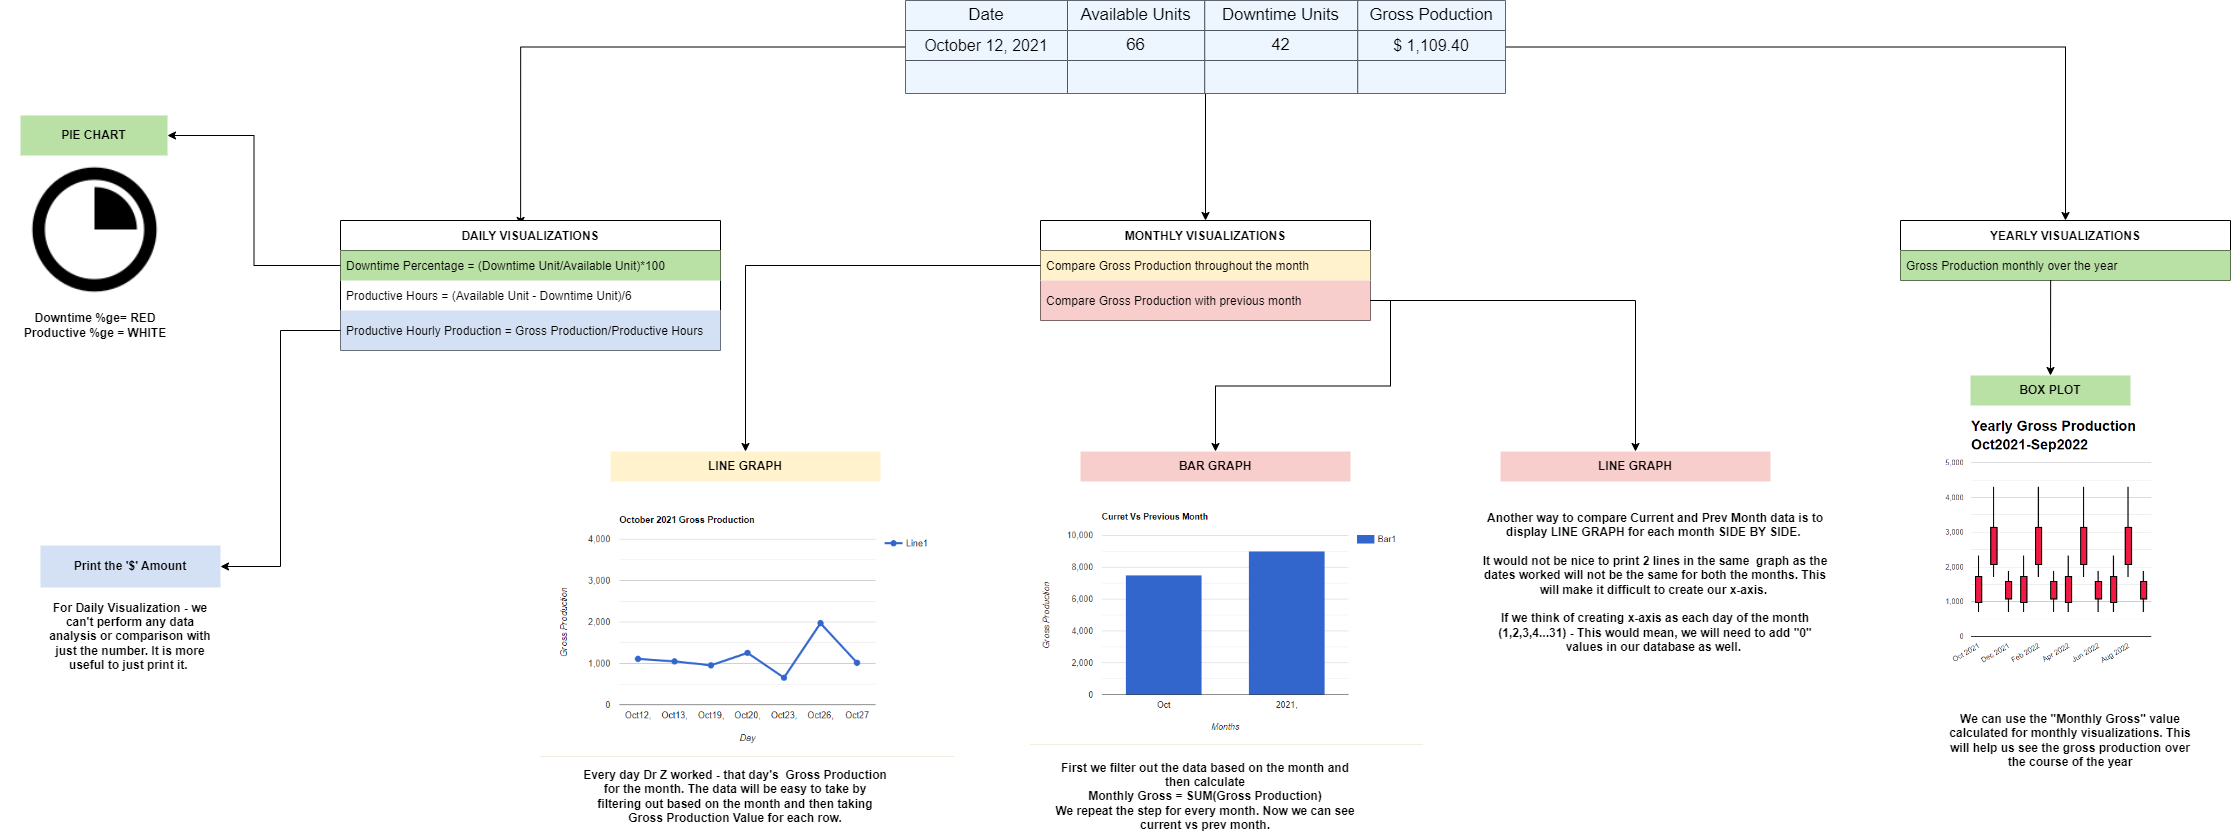 Date Available Units Downtime Units Gross Poduction
October 12, 2021 66 42 $ 1,109.40
PIE CHART
Downtime %ge= RED
Productive %ge = WHITE
DAILY VISUALIZATIONS
Downtime Percentage = (Downtime Unit/Available Unit)*100
Productive Hours = (Available Unit - Downtime Unit)/6
Productive Hourly Production = Gross Production/Productive Hours
Print the '$' Amount
For Daily Visualization - we
can't perform any data
analysis or comparison with
just the number. It is more
useful to just print it.
MONTHLY VISUALIZATIONS
Compare Gross Production throughout the month
Compare Gross Production with previous month
LINE GRAPH
October 2021 Gross Production
Line1
4,000
3,000
2,000
1,000
0
Gross Production
Oct12, Oct13, Oct19, Oct20, Oct23, Oct26, Oct27
Day
Every day Dr Z worked - that day's Gross Production
for the month. The data will be easy to take by
filtering out based on the month and then taking
Gross Production Value for each row.
BAR GRAPH
Curret Vs Previous Month
Bar1
10,000
8,000
6,000
4,000
2,000
0
Gross Production
Oct 2021,
Months
First we filter out the data based on the month and
then calculate
Monthly Gross = SUM(Gross Production)
We repeat the step for every month. Now we can see
current vs prev month.
LINE GRAPH
Another way to compare Current and Prev Month data is to
display LINE GRAPH for each month SIDE BY SIDE.
It would not be nice to print 2 lines in the same graph as the
dates worked will not be the same for both the months. This
will make it difficult to create our x-axis.
If we think of creating x-axis as each day of the month
(1,2,3,4...31) - This would mean, we will need to add "0"
values in our database as well.
YEARLY VISUALIZATIONS
Gross Production monthly over the year
BOX PLOT
Yearly Gross Production
Oct2021-Sep2022
5,000
4,000
3,000
2,000
1,000
0
Oct 2021 Dec 2021 Feb 2022 Apr 2022 Jun 2022 Aug 2022
We can use the "Monthly Gross" value
calculated for monthly visualizations. This
will help us see the gross production over
the course of the year